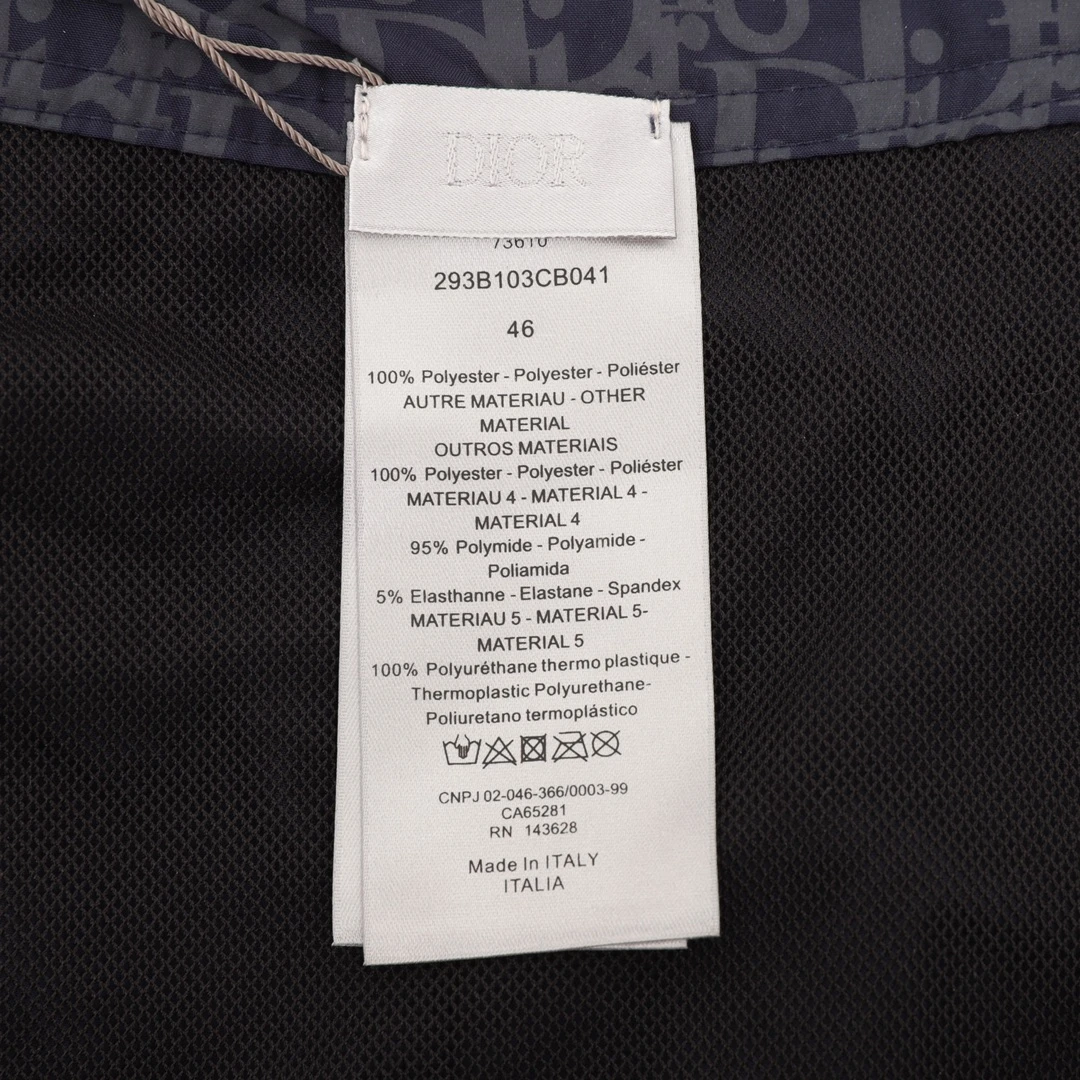 DIOR
73610
293B103CB041
46
100% Polyester - Polyester - Poliéster
AUTRE MATERIAU - OTHER
MATERIAL
OUTROS MATERIAIS
100% Polyester - Polyester - Poliéster
MATERIAU 4 - MATERIAL 4 -
MATERIAL 4
95% Polymide - Polyamide -
Poliamida
5% Elasthanne - Elastane - Spandex
MATERIAU 5 - MATERIAL 5-
MATERIAL 5
100% Polyuréthane thermo plastique -
Thermoplastic Polyurethane-
Poliuretano termoplástico
CNPJ 02-046-366/0003-99
CA65281
RN 143628
Made In ITALY
ITALIA